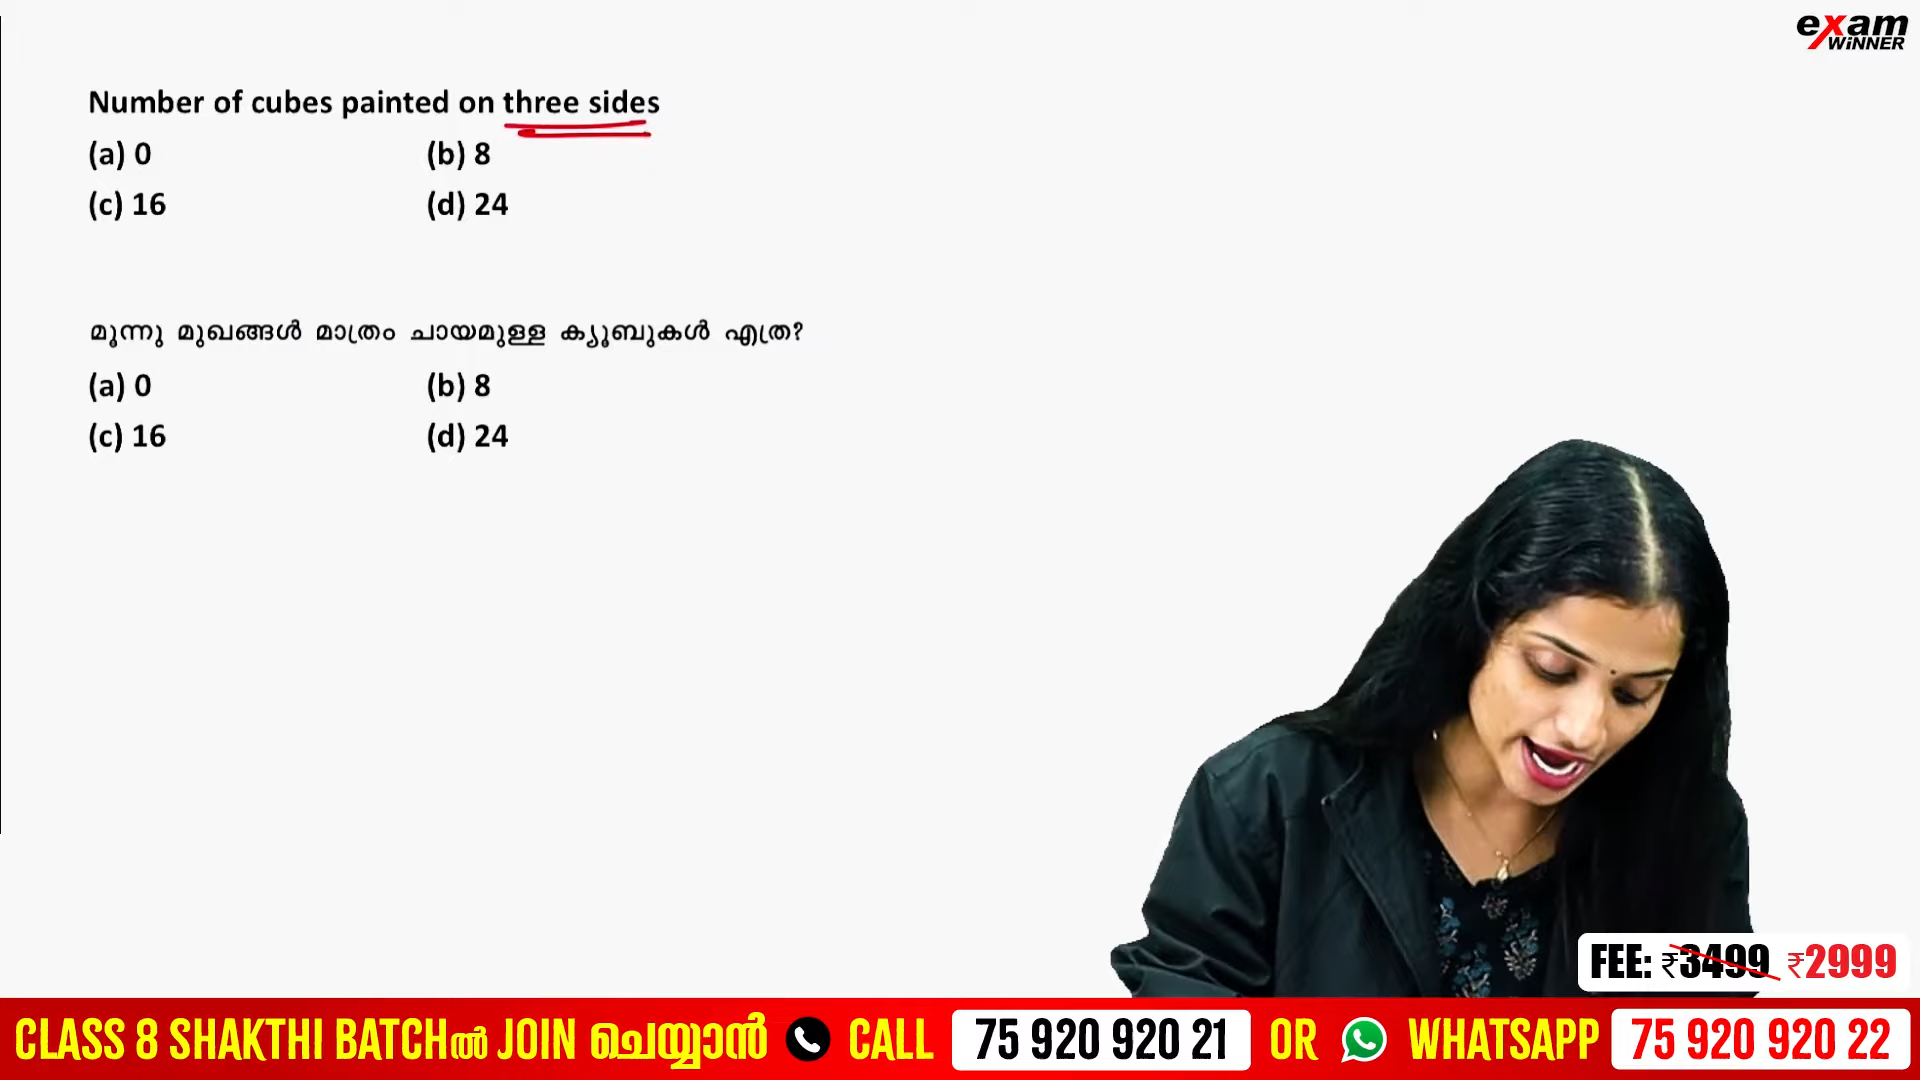 exam
WiNNER
Number of cubes painted on three sides
(a) 0 (b) 8
(c) 16 (d) 24
മൂന്നു മുഖങ്ങൾ മാത്രം ചായമുള്ള ക്യൂബുകൾ എത്ര?
(a) 0 (b) 8
(c) 16 (d) 24
FEE: ₹3499 ₹2999
CLASS 8 SHAKTHI BATCHൽ JOIN ചെയ്യാൻ CALL 75 920 920 21 OR WHATSAPP 75 920 920 22